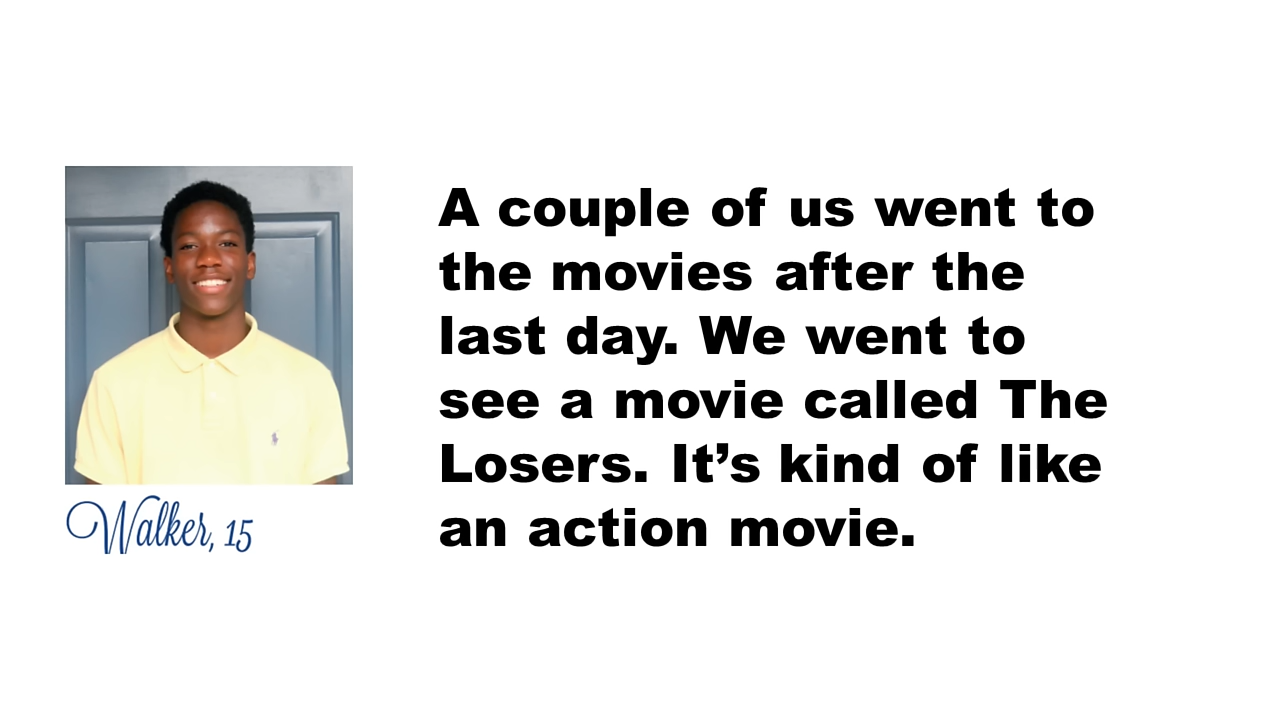 A couple of us went to
the movies after the
last day. We went to
see a movie called The
Losers. It’s kind of like
an action movie.
Walker, 15